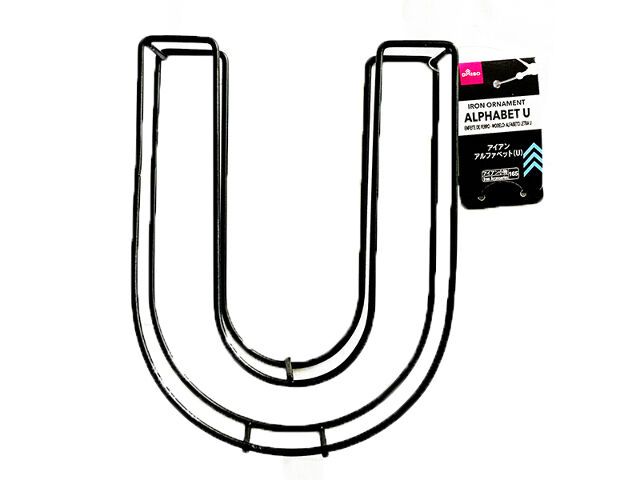 DAISO
IRON ORNAMENT
ALPHABET U
ENFEITE DE FERRO - MODELO: ALFABETO LETRA U
アイアン
アルファベット(U)
アイアン小物 165
Iron Accessories